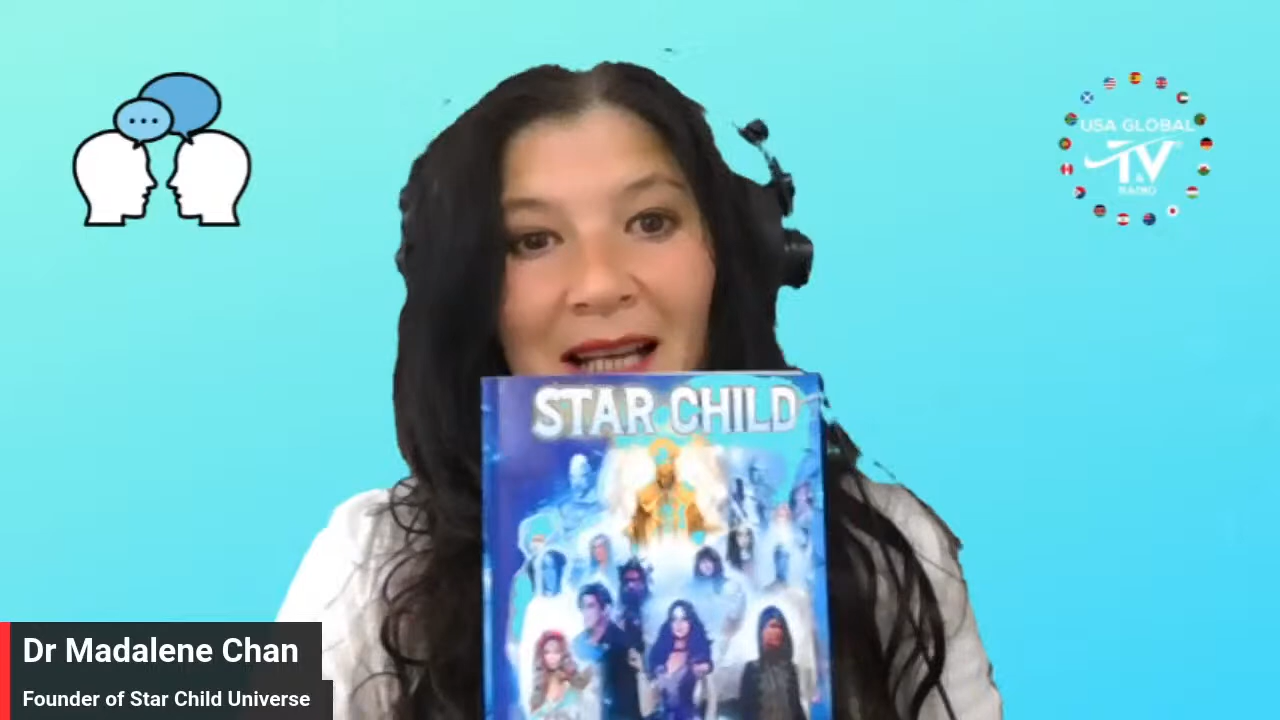 USA GLOBAL
TV
&
RADIO
STAR CHILD
Dr Madalene Chan
Founder of Star Child Universe